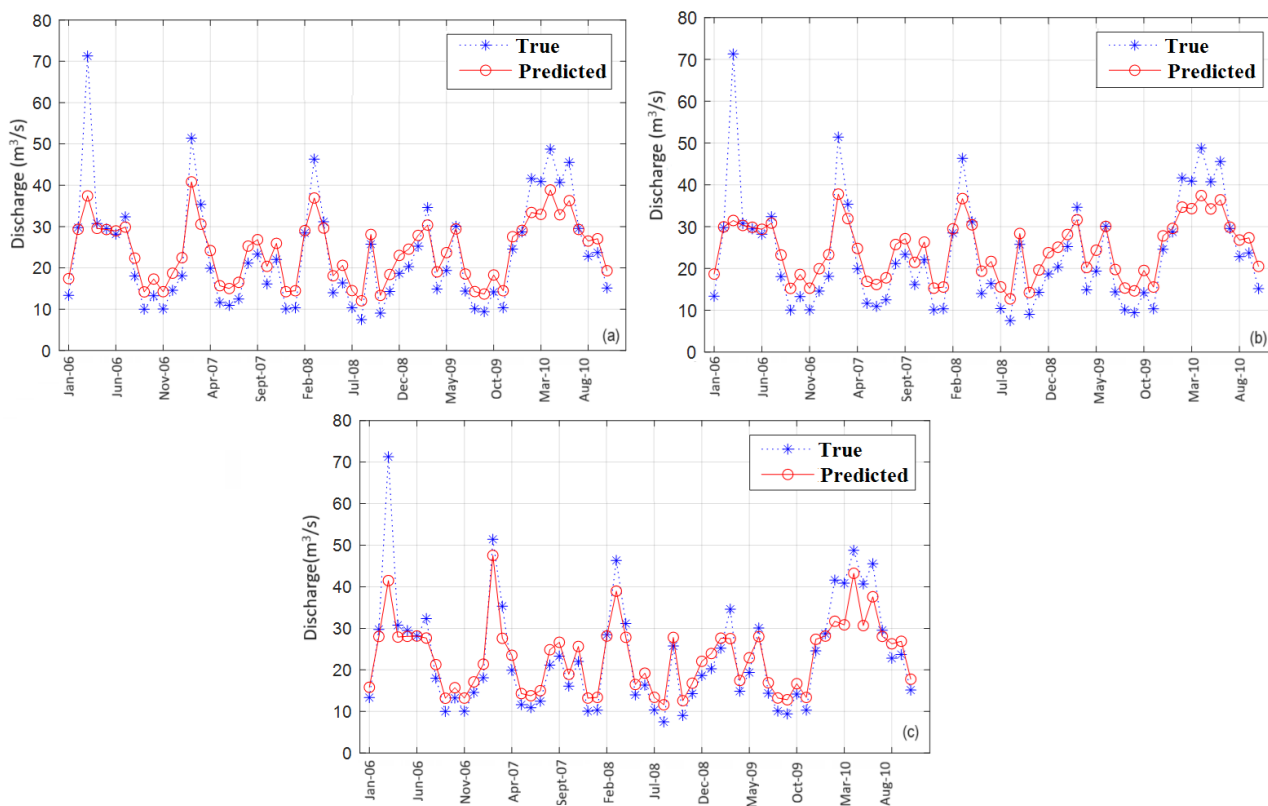 80
70
60
50
40
30
20
10
0
Discharge (m³/s)
True
Predicted
(a)
Jan-06
Jun-06
Nov-06
Apr-07
Sept-07
Feb-08
Jul-08
Dec-08
May-09
Oct-09
Mar-10
Aug-10
80
70
60
50
40
30
20
10
0
Discharge (m³/s)
True
Predicted
(b)
Jan-06
Jun-06
Nov-06
Apr-07
Sept-07
Feb-08
Jul-08
Dec-08
May-09
Oct-09
Mar-10
Aug-10
80
70
60
50
40
30
20
10
0
Discharge(m³/s)
True
Predicted
(c)
Jan-06
Jun-06
Nov-06
Apr-07
Sept-07
Feb-08
Jul-08
Dec-08
May-09
Oct-09
Mar-10
Aug-10